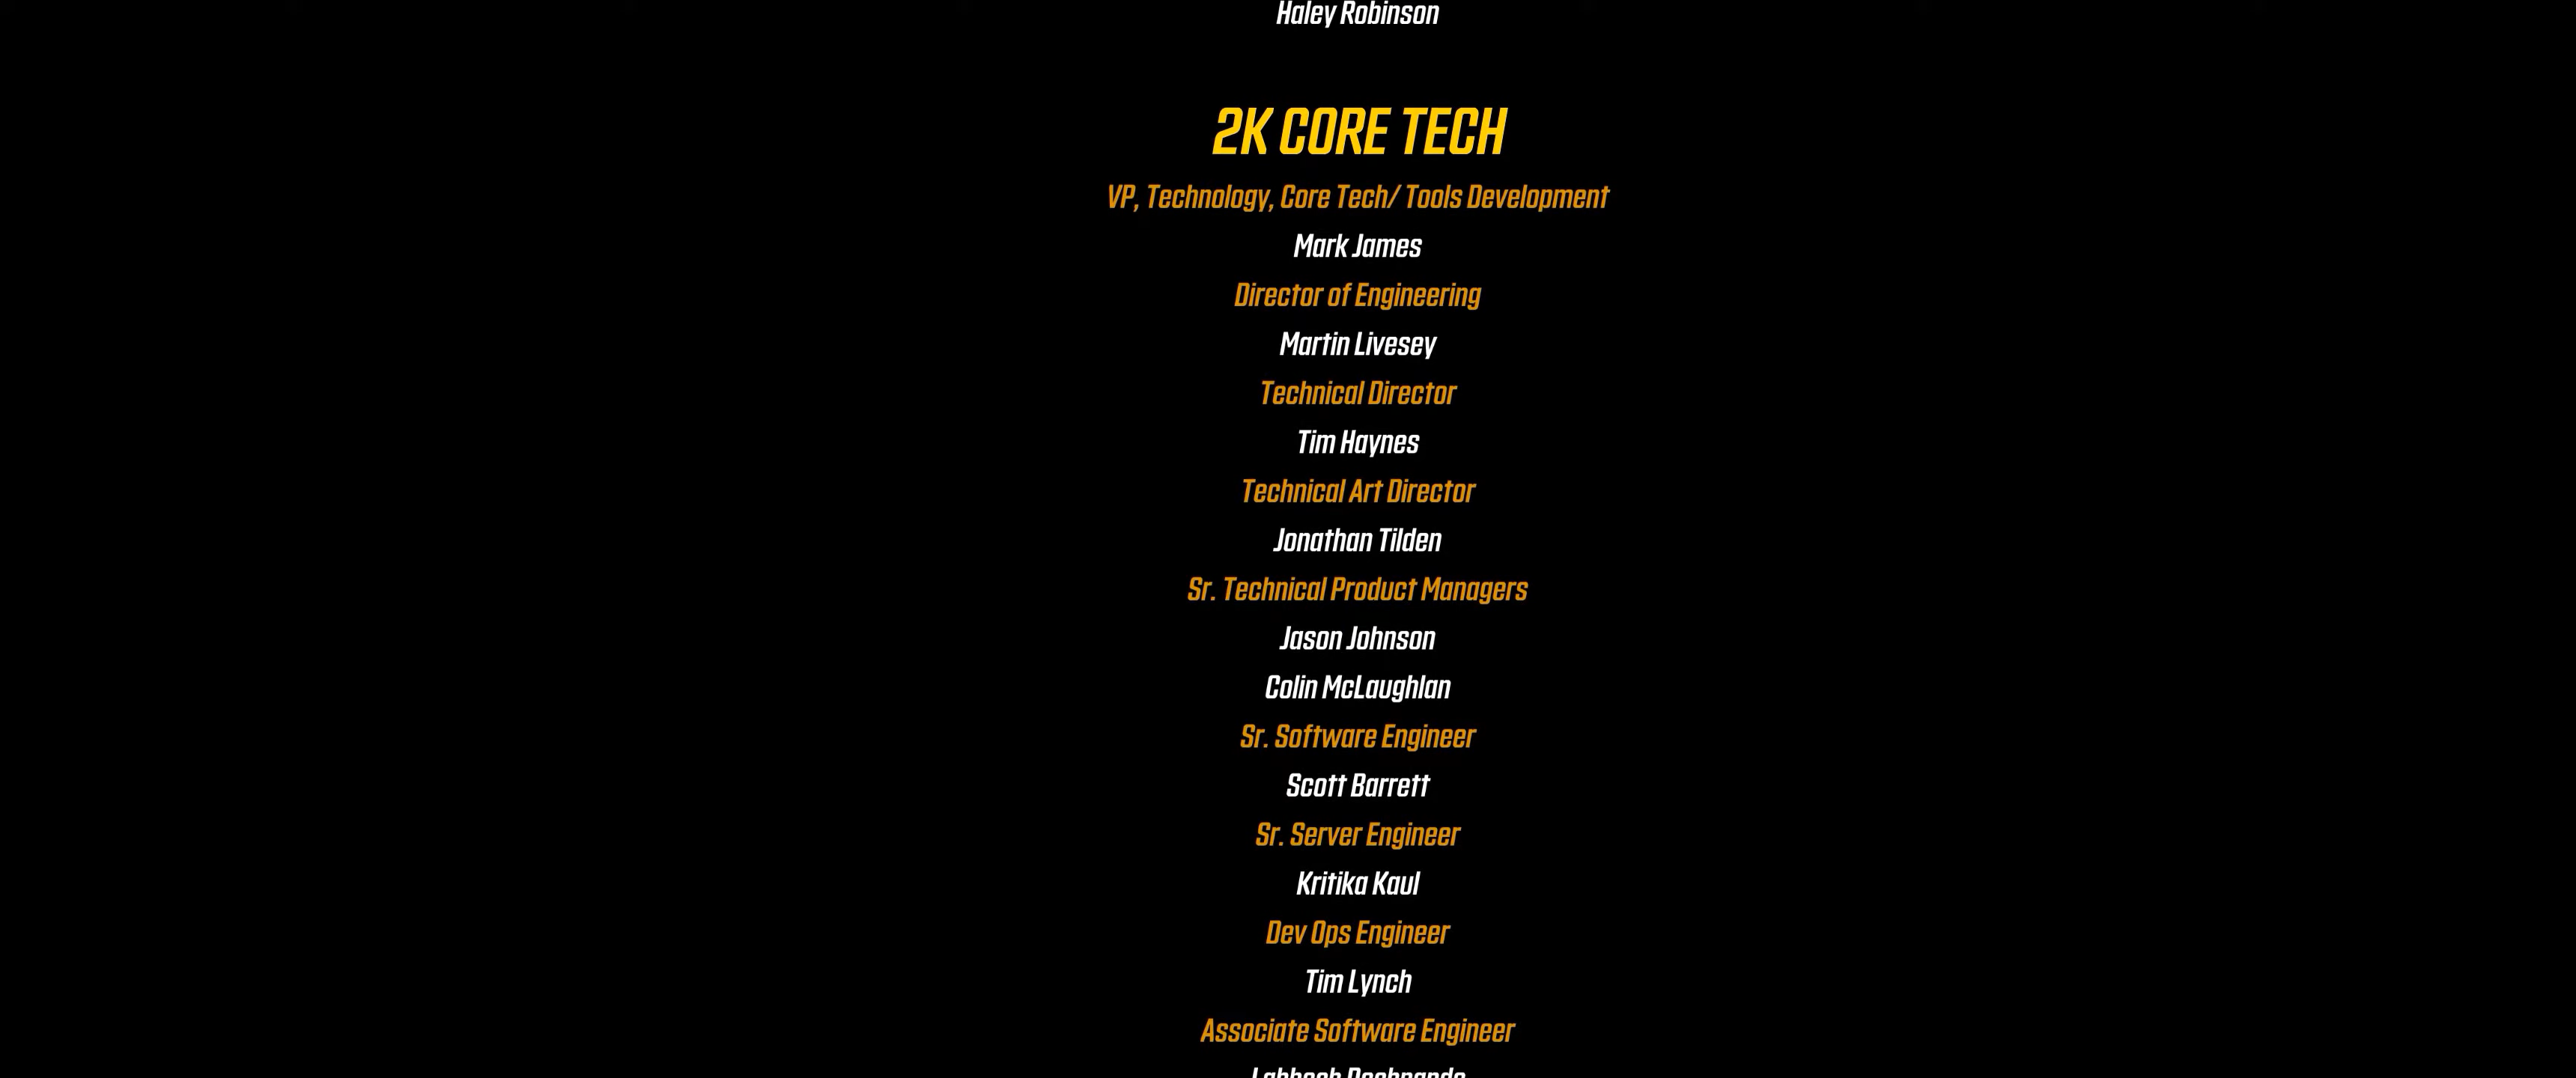 Haley Robinson
2K CORE TECH
VP, Technology, Core Tech/ Tools Development
Mark James
Director of Engineering
Martin Livesey
Technical Director
Tim Haynes
Technical Art Director
Jonathan Tilden
Sr. Technical Product Managers
Jason Johnson
Colin McLaughlan
Sr. Software Engineer
Scott Barrett
Sr. Server Engineer
Kritika Kaul
Dev Ops Engineer
Tim Lynch
Associate Software Engineer